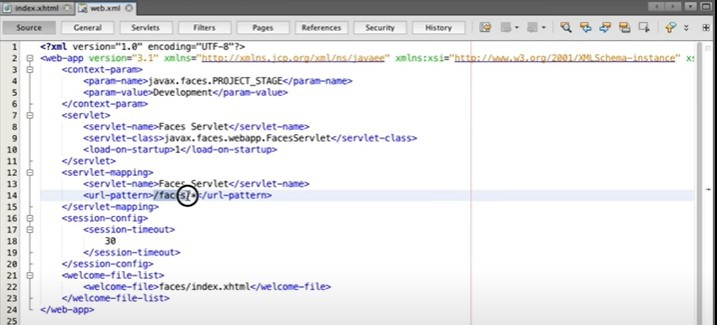 index.xhtml web.xml
Source General Servlets Filters Pages References Security History
1 <?xml version="1.0" encoding="UTF-8"?>
2 <web-app version="3.1" xmlns="http://xmlns.jcp.org/xml/ns/javaee" xmlns:xsi="http://www.w3.org/2001/XMLSchema-instance" xs
3 <context-param>
4 <param-name>javax.faces.PROJECT_STAGE</param-name>
5 <param-value>Development</param-value>
6 </context-param>
7 <servlet>
8 <servlet-name>Faces Servlet</servlet-name>
9 <servlet-class>javax.faces.webapp.FacesServlet</servlet-class>
10 <load-on-startup>1</load-on-startup>
11 </servlet>
12 <servlet-mapping>
13 <servlet-name>Faces Servlet</servlet-name>
14 <url-pattern>/faces/*</url-pattern>
15 </servlet-mapping>
16 <session-config>
17 <session-timeout>
18 30
19 </session-timeout>
20 </session-config>
21 <welcome-file-list>
22 <welcome-file>faces/index.xhtml</welcome-file>
23 </welcome-file-list>
24 </web-app>
25